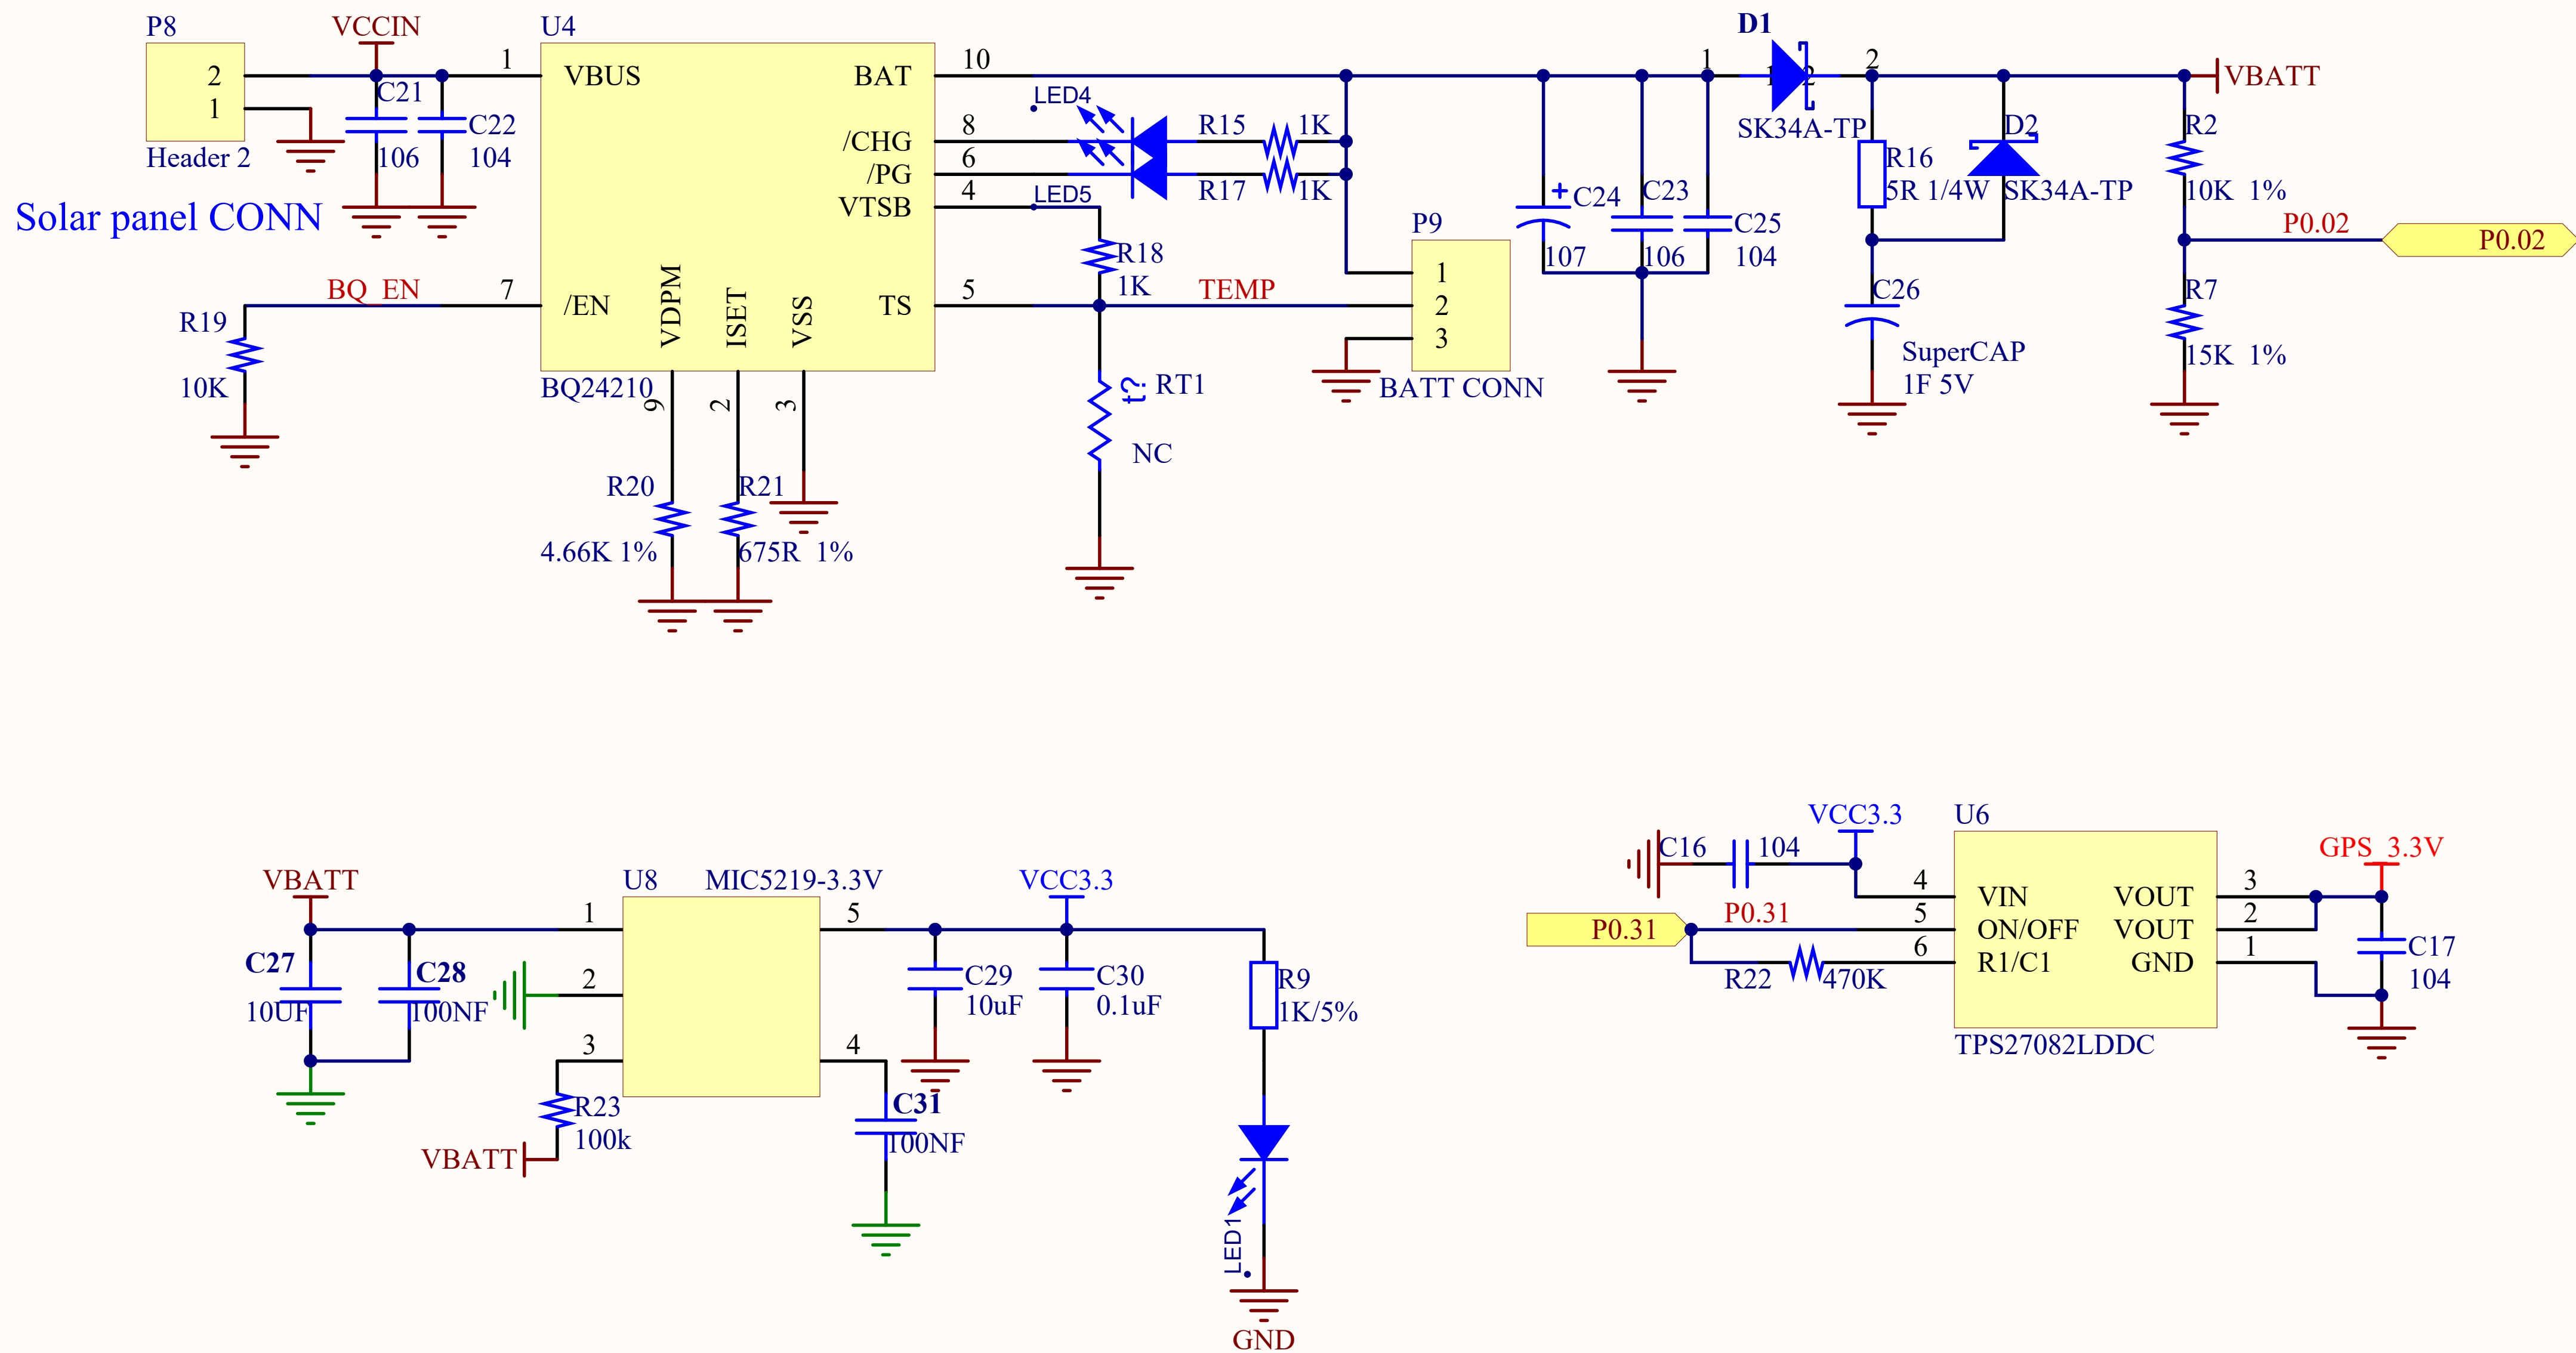 P8
2
1
Header 2
Solar panel CONN
VCCIN
C21
106
C22
104
U4
1
VBUS
BAT
10
/CHG
8
/PG
6
VTSB
4
BQ_EN
7
/EN
VDPM
ISET
VSS
TS
5
BQ24210
9
2
3
R19
10K
R20
4.66K 1%
R21
675R 1%
LED4
LED5
R15
1K
R17
1K
R18
1K
TEMP
t?
RT1
NC
P9
1
2
3
BATT CONN
C24
107
C23
106
C25
104
D1
1
1
2
2
SK34A-TP
R16
5R 1/4W
D2
SK34A-TP
C26
SuperCAP
1F 5V
VBATT
R2
10K 1%
P0.02
P0.02
R7
15K 1%
VBATT
C27
10UF
C28
100NF
U8
MIC5219-3.3V
1
2
3
5
4
R23
100k
VBATT
C31
100NF
VCC3.3
C29
10uF
C30
0.1uF
R9
1K/5%
LED1
GND
C16
104
VCC3.3
P0.31
P0.31
R22
470K
U6
4
VIN
5
ON/OFF
6
R1/C1
VOUT
3
VOUT
2
GND
1
TPS27082LDDC
GPS_3.3V
C17
104